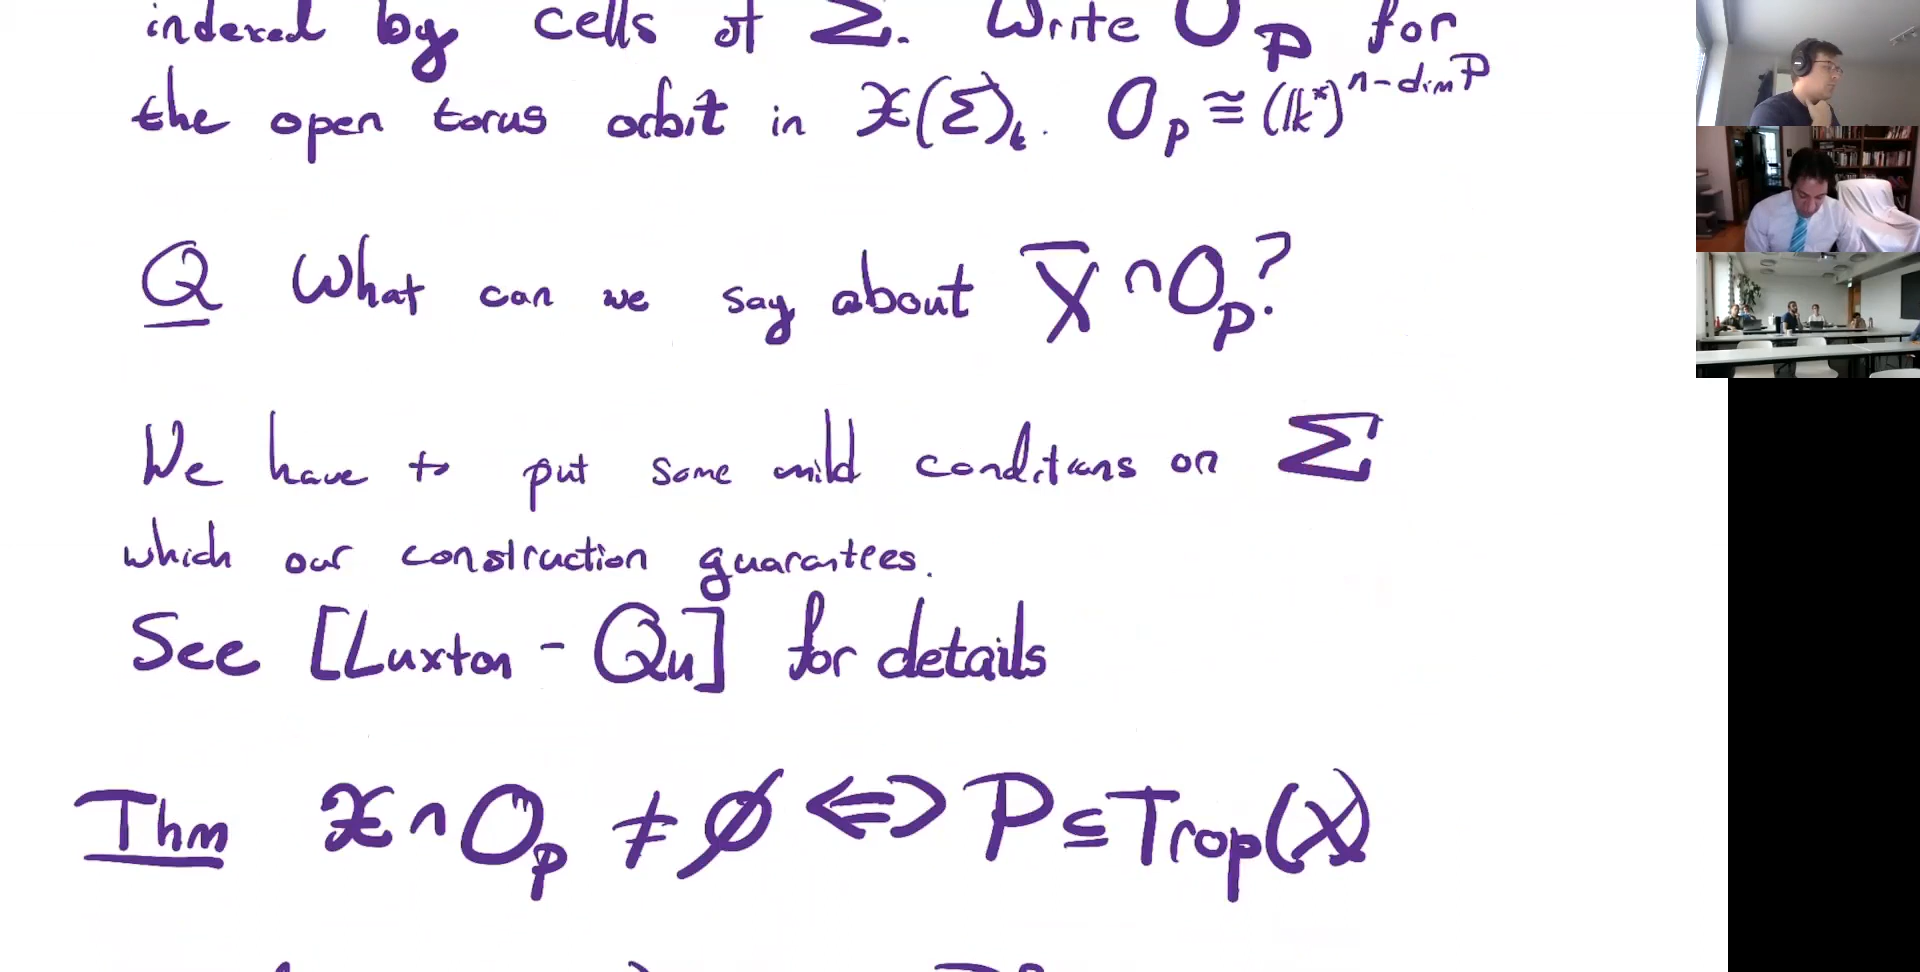 indexed by cells of Σ. Write O_P for
the open torus orbit in 𝒳(Σ)_k. O_P ≅ (k^*)^{n-dim P}
Q What can we say about X̄ ∩ O_P?
We have to put some mild conditions on Σ
which our construction guarantees.
See [Luxton - Qu] for details
Thm 𝒳 ∩ O_P ≠ ∅ ⇔ P ⊆ Trop(X)